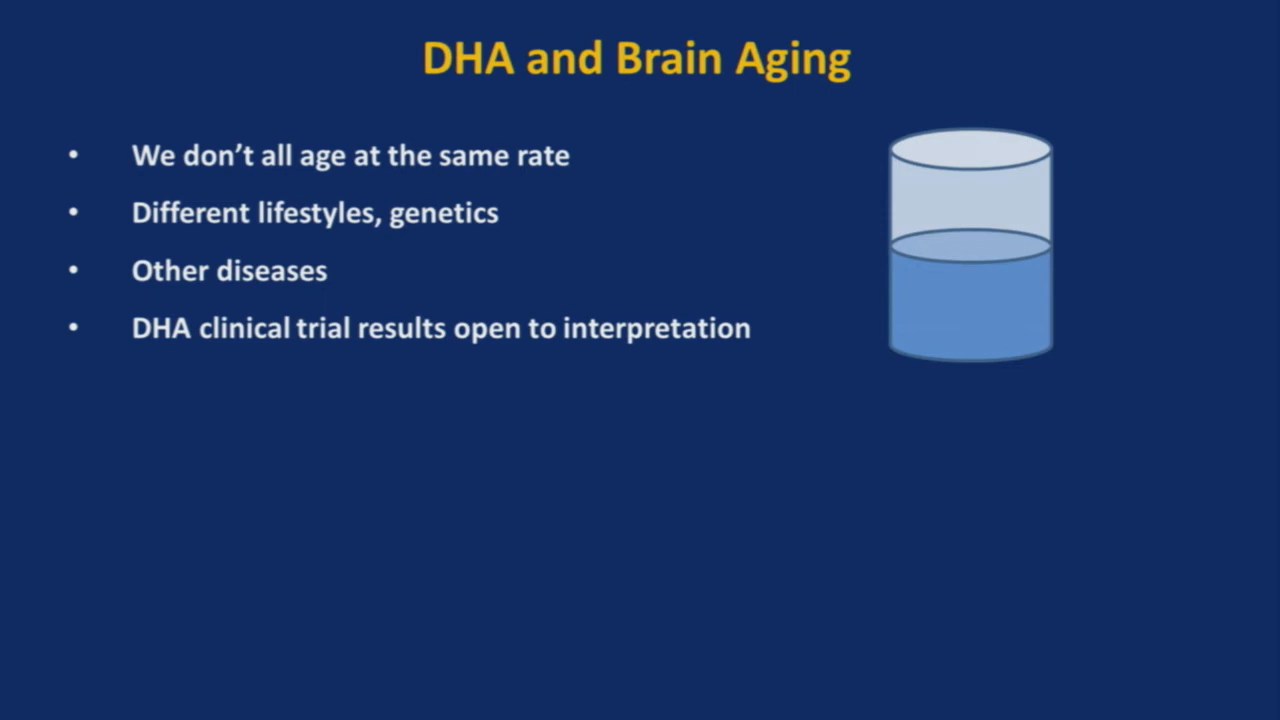 DHA and Brain Aging
• We don’t all age at the same rate
• Different lifestyles, genetics
• Other diseases
• DHA clinical trial results open to interpretation